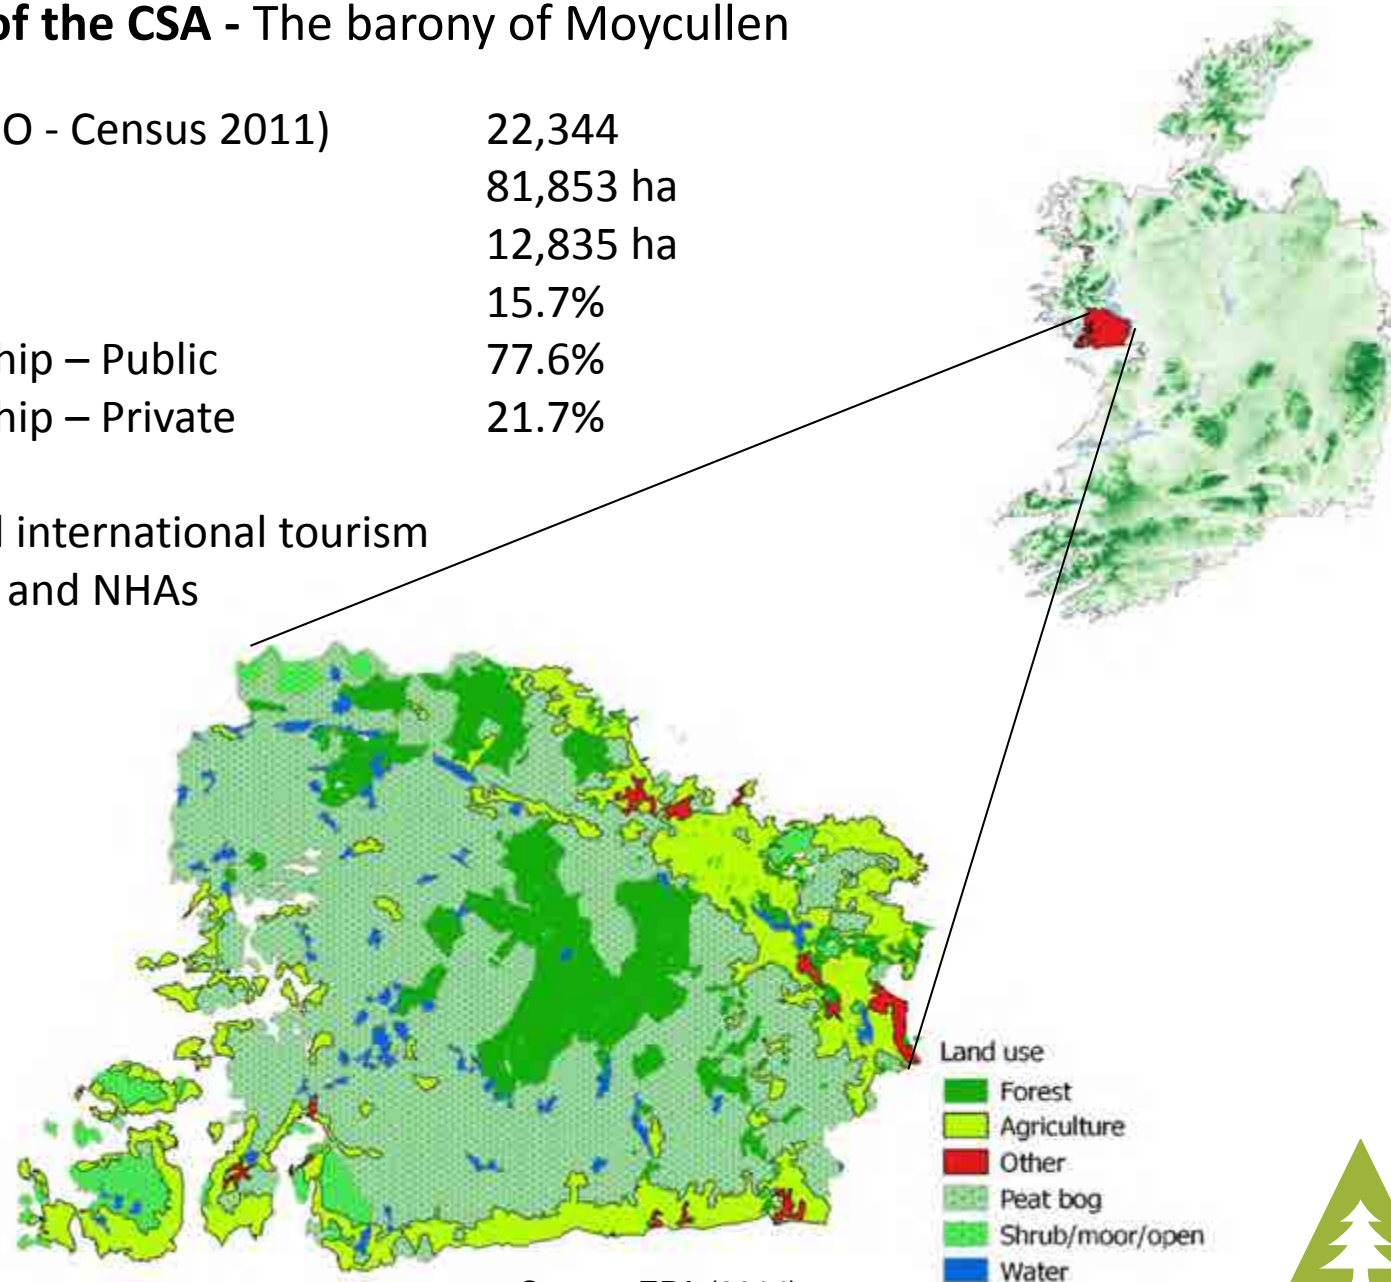 of the CSA - The barony of Moycullen
O - Census 2011) 22,344
81,853 ha
12,835 ha
15.7%
hip – Public 77.6%
hip – Private 21.7%
international tourism
and NHAs
Land use
Forest
Agriculture
Other
Peat bog
Shrub/moor/open
Water